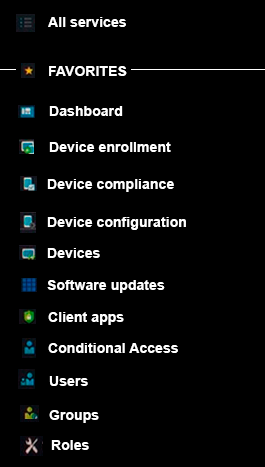 All services
FAVORITES
Dashboard
Device enrollment
Device compliance
Device configuration
Devices
Software updates
Client apps
Conditional Access
Users
Groups
Roles